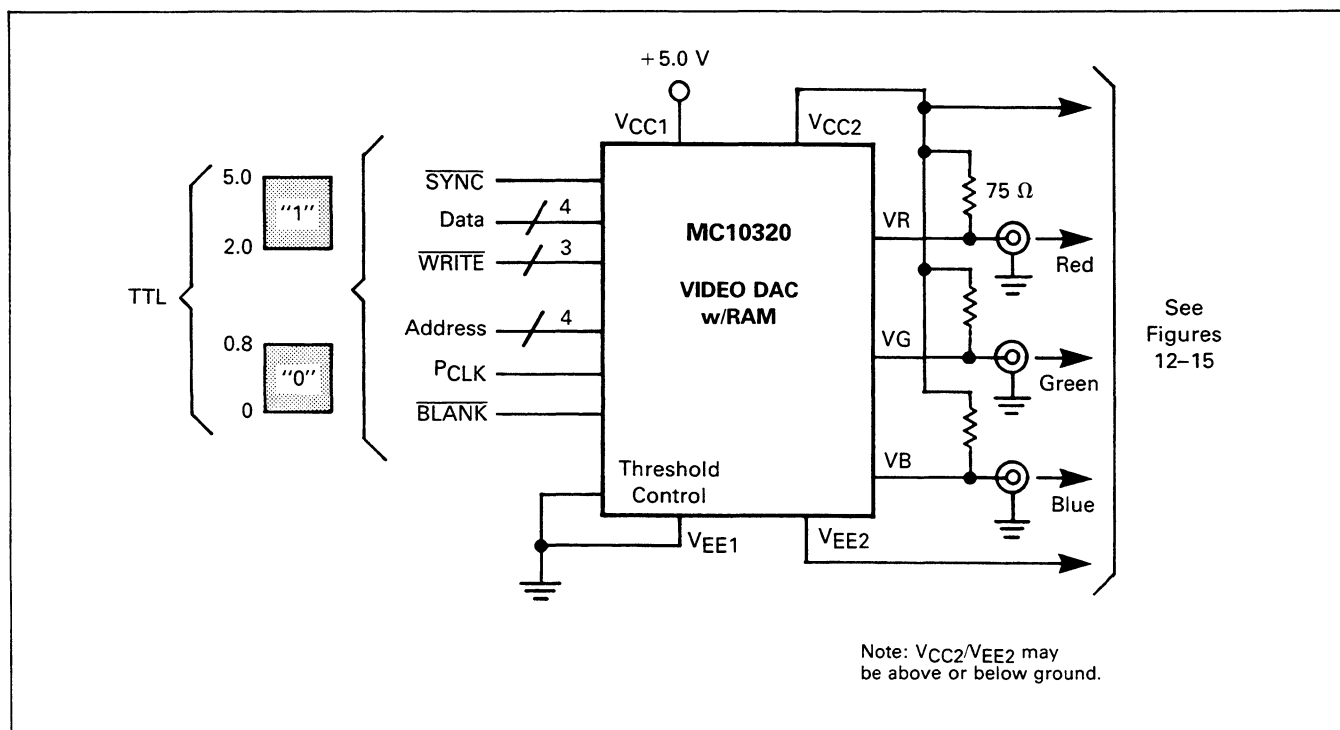 +5.0 V
VCC1
VCC2
5.0
"1"
2.0
TTL
0.8
"0"
0
SYNC
Data
4
WRITE
3
Address
4
PCLK
BLANK
Threshold
Control
MC10320
VIDEO DAC
w/RAM
VEE1
VEE2
75 Ω
VR
Red
VG
Green
VB
Blue
See
Figures
12–15
Note: VCC2/VEE2 may
be above or below ground.